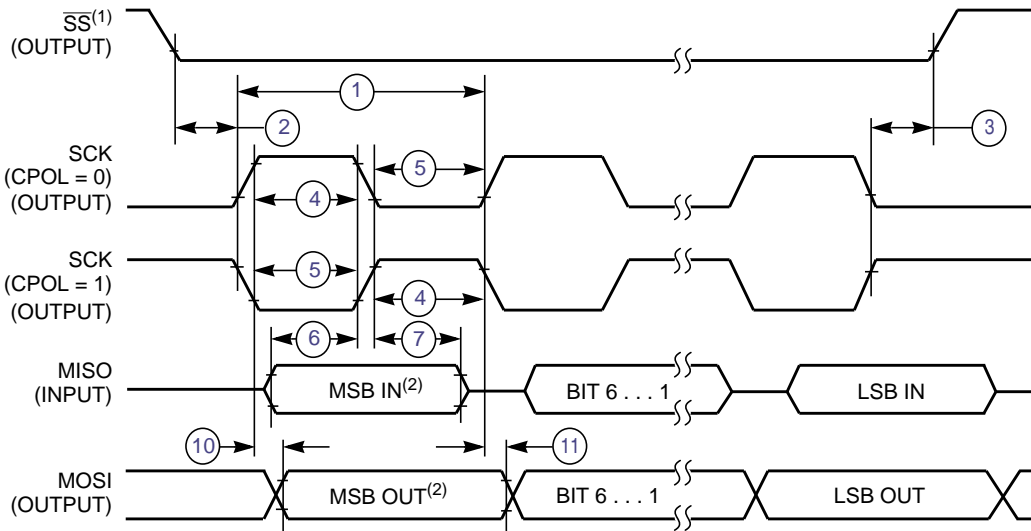 SS(1)
(OUTPUT)
1
2
3
SCK
(CPOL = 0)
(OUTPUT)
5
4
SCK
(CPOL = 1)
(OUTPUT)
5
4
6
7
MISO
(INPUT)
MSB IN(2)
BIT 6 . . . 1
LSB IN
10
11
MOSI
(OUTPUT)
MSB OUT(2)
BIT 6 . . . 1
LSB OUT